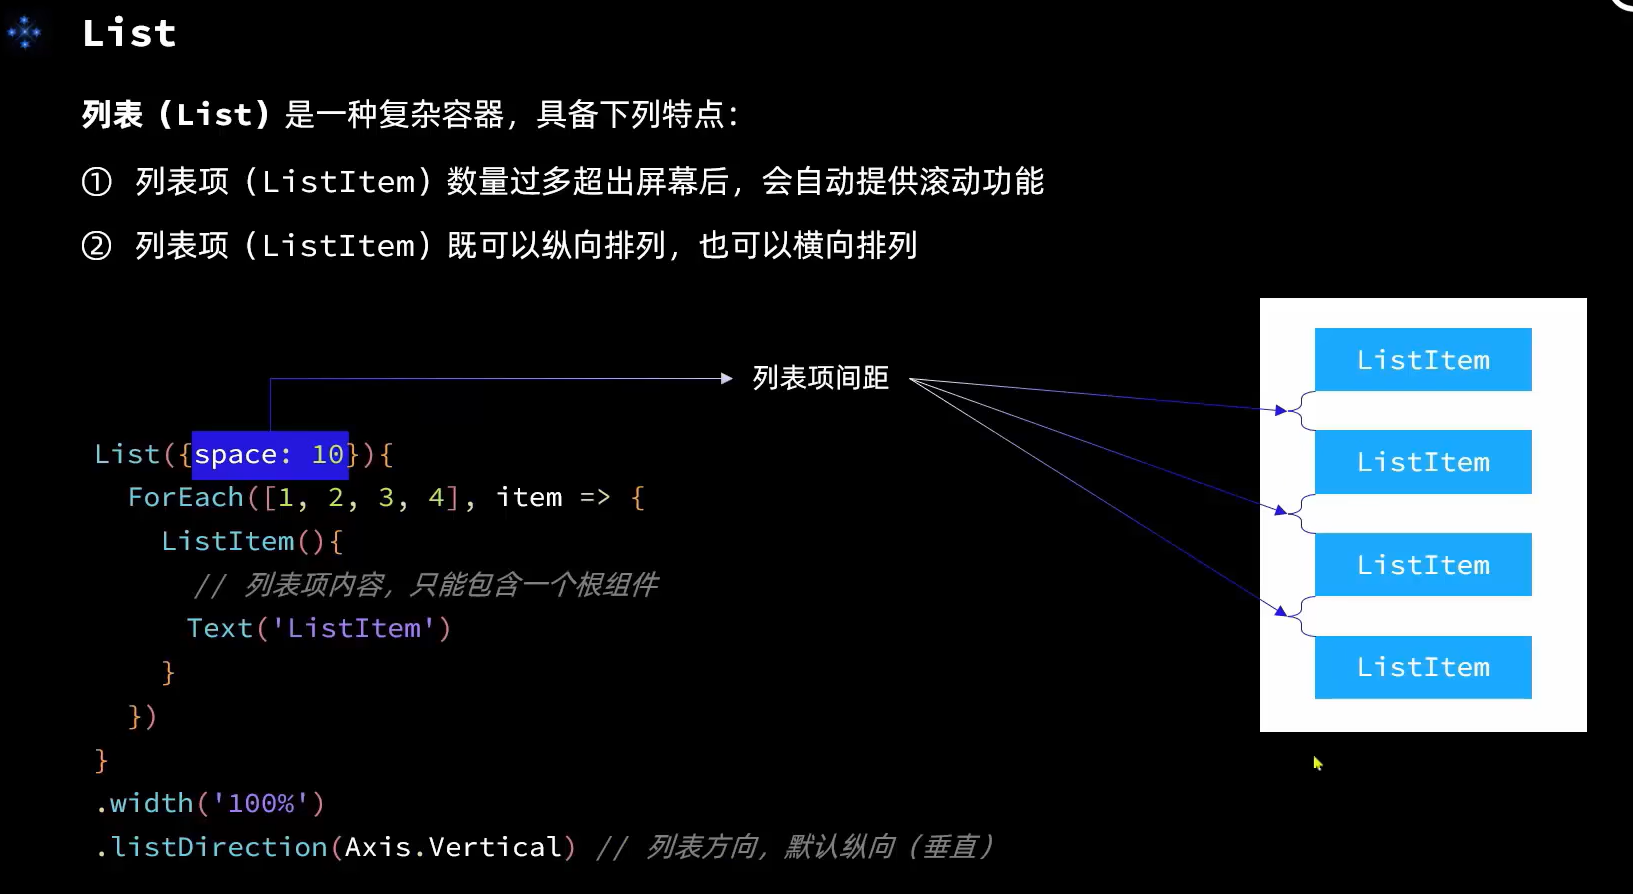 List
列表（List）是一种复杂容器，具备下列特点：
① 列表项（ListItem）数量过多超出屏幕后，会自动提供滚动功能
② 列表项（ListItem）既可以纵向排列，也可以横向排列
列表项间距
List({space: 10}){
ForEach([1, 2, 3, 4], item => {
ListItem(){
// 列表项内容，只能包含一个根组件
Text('ListItem')
}
})
}
.width('100%')
.listDirection(Axis.Vertical) // 列表方向，默认纵向（垂直）
ListItem
ListItem
ListItem
ListItem